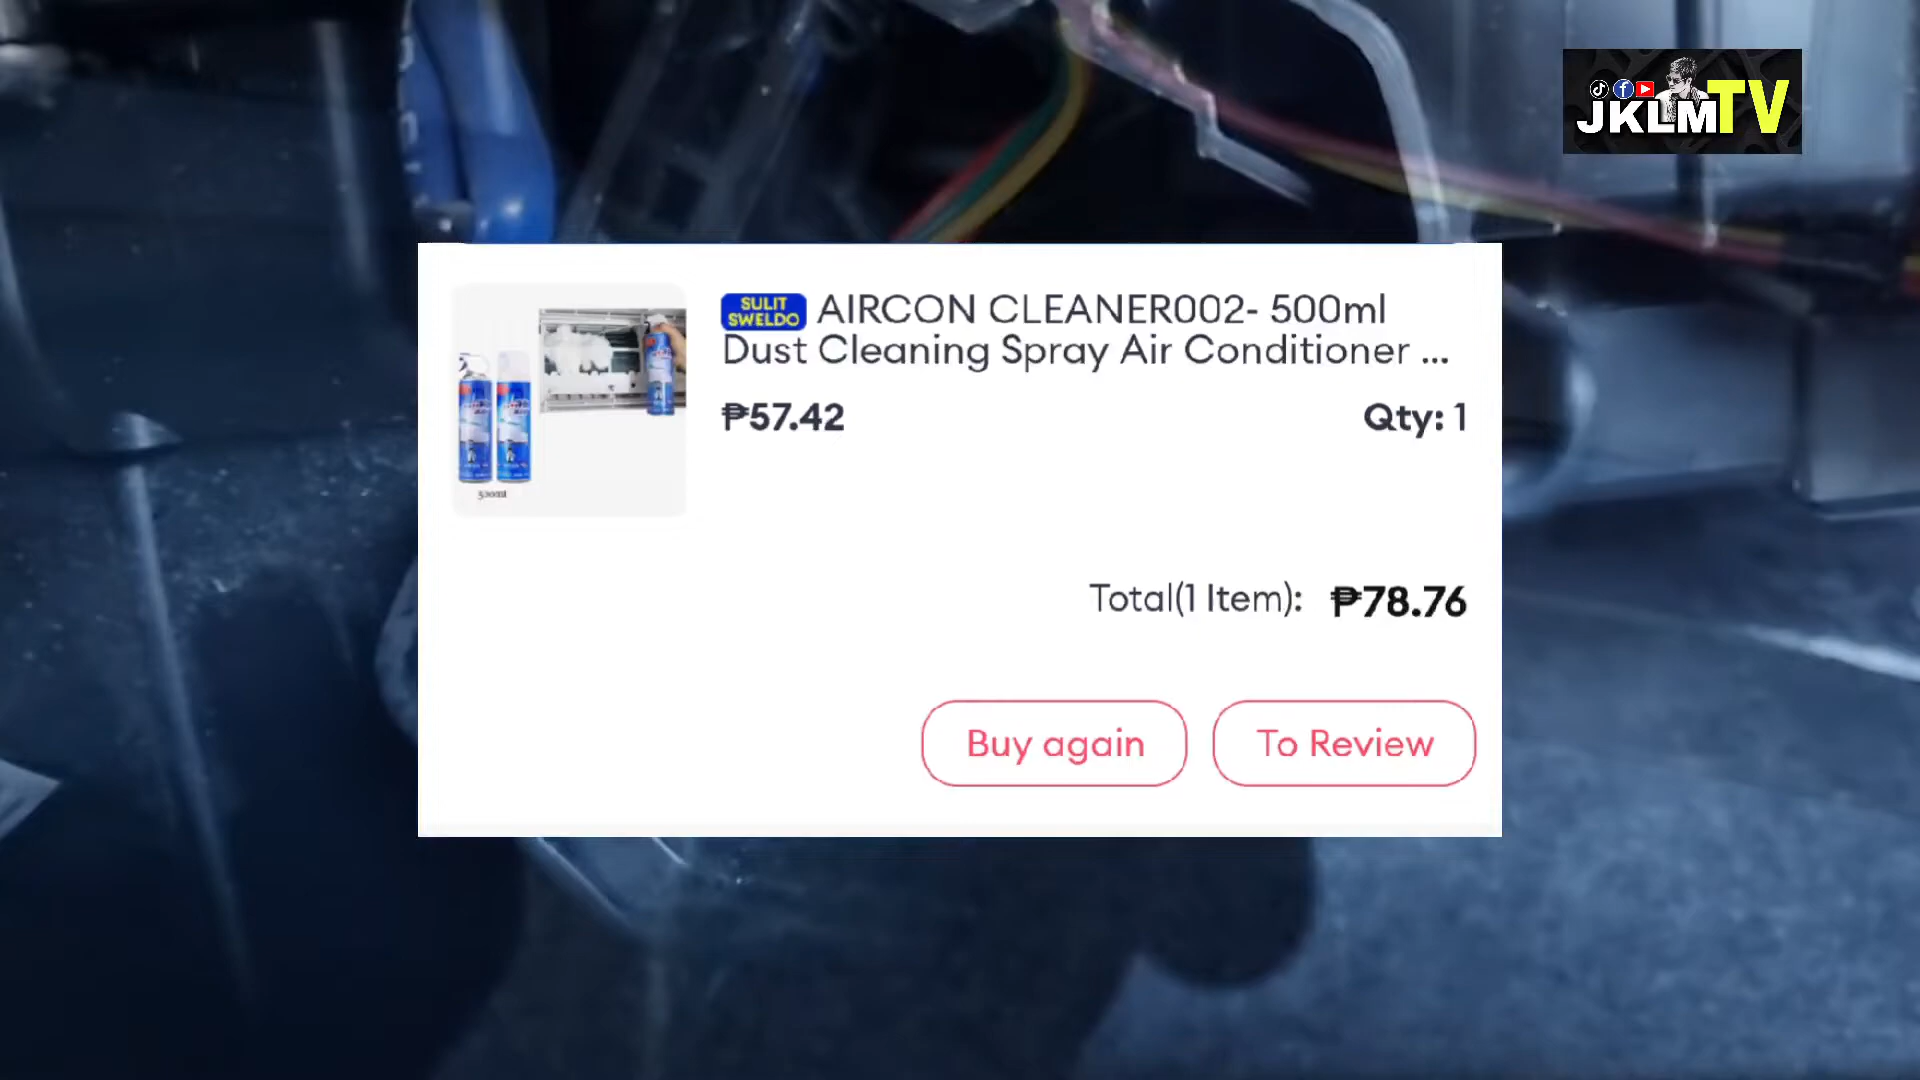 JKLMTV
SULIT
SWELDO
AIRCON CLEANER002- 500ml
Dust Cleaning Spray Air Conditioner ...
₱57.42
Qty: 1
500ml
Total(1 Item): ₱78.76
Buy again
To Review